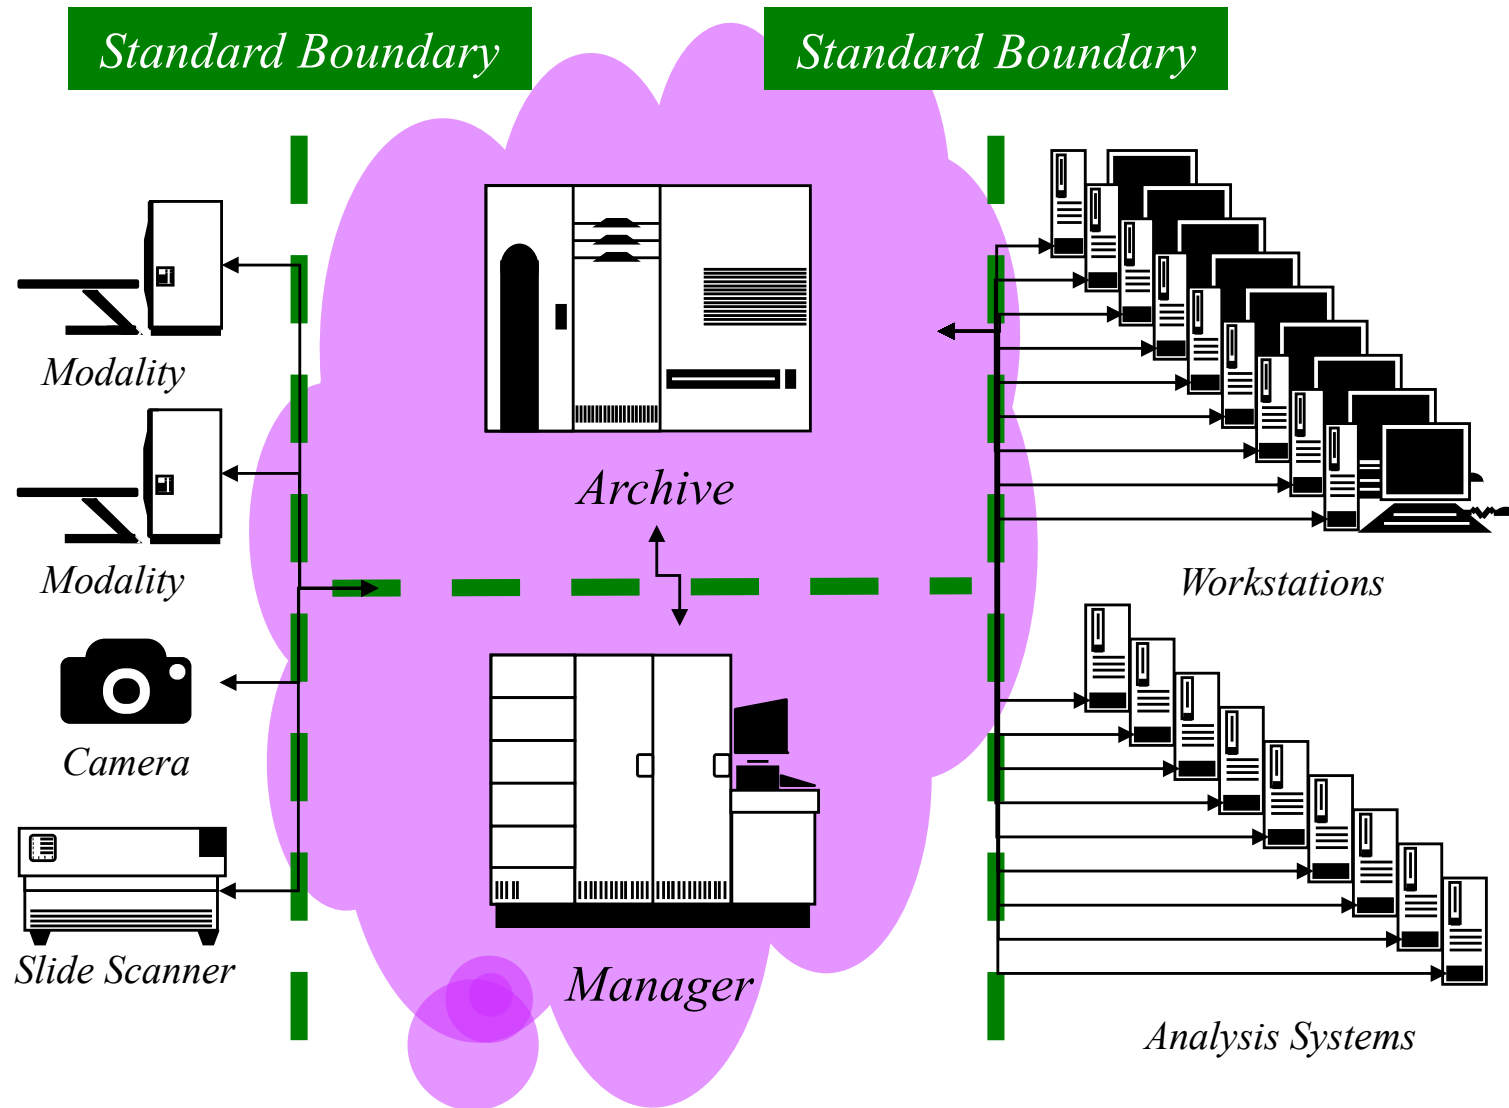 Standard Boundary
Standard Boundary
Modality
Archive
Modality
Workstations
Camera
Slide Scanner
Manager
Analysis Systems